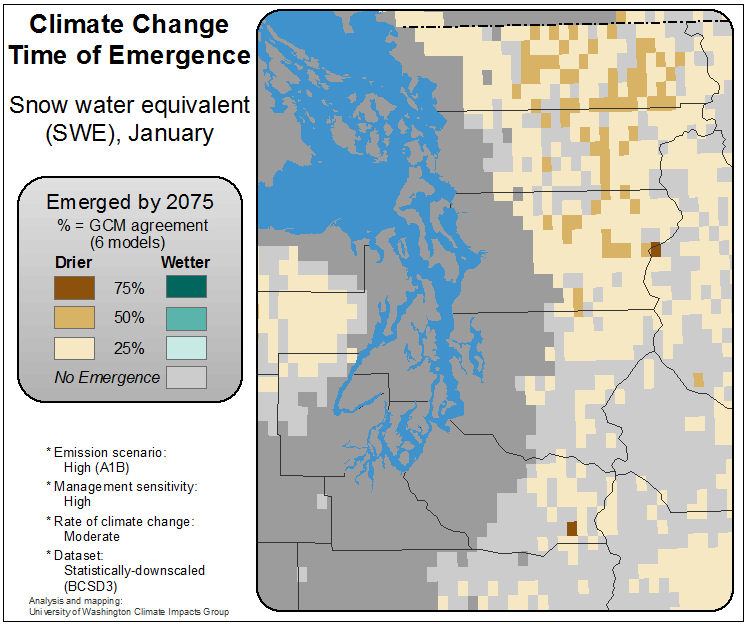 Climate Change
Time of Emergence
Snow water equivalent
(SWE), January
Emerged by 2075
% = GCM agreement
(6 models)
Drier Wetter
75%
50%
25%
No Emergence
* Emission scenario:
High (A1B)
* Management sensitivity:
High
* Rate of climate change:
Moderate
* Dataset:
Statistically-downscaled
(BCSD3)
Analysis and mapping:
University of Washington Climate Impacts Group